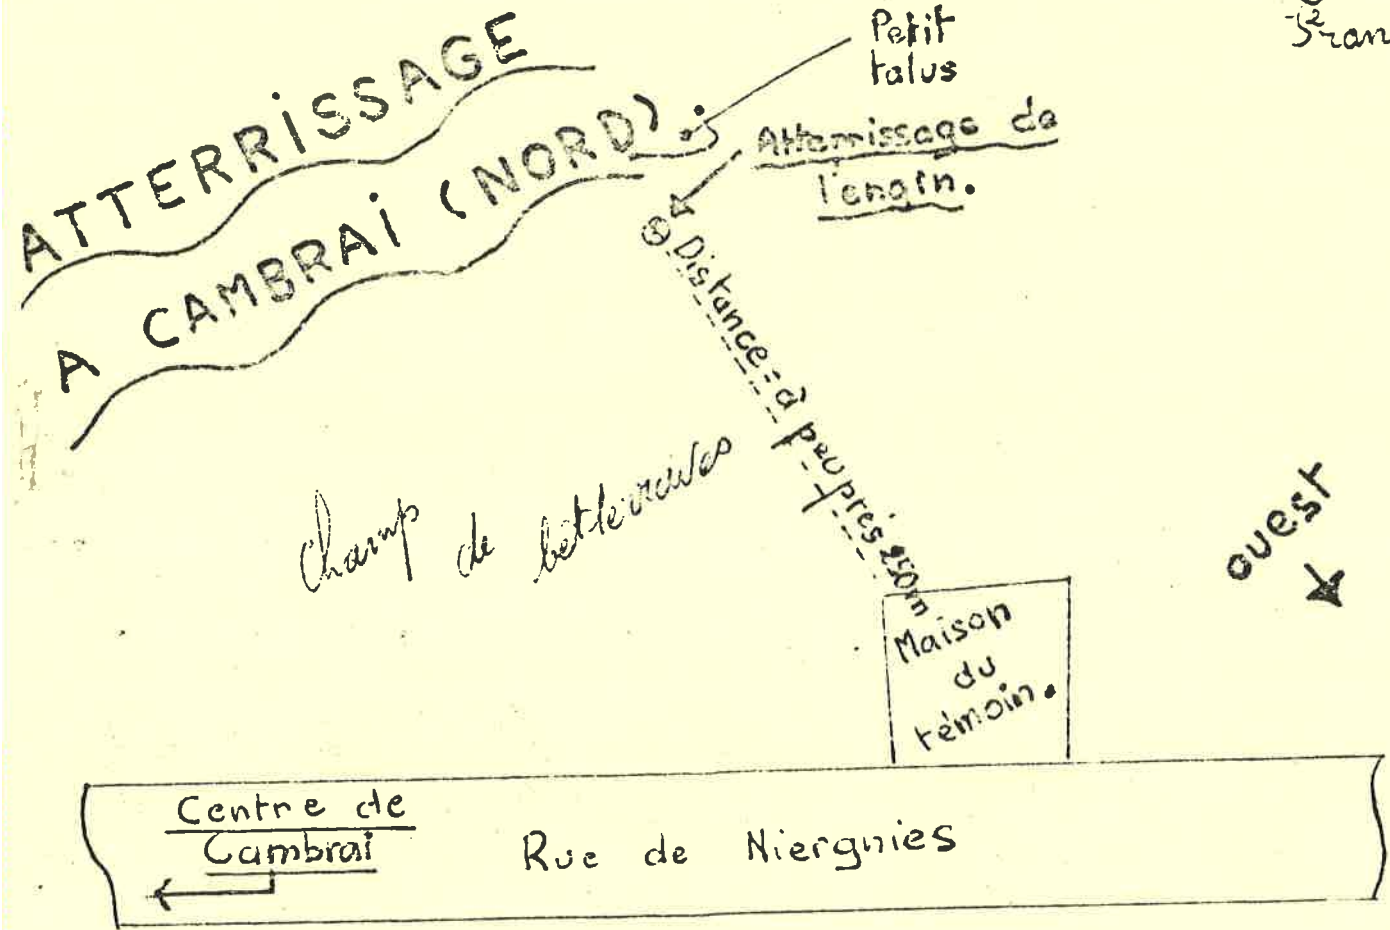 ATTERRISSAGE
A CAMBRAI (NORD)
Petit
talus
Atterrissage de
l'engin.
Distance : à peu près 250m
Champ de betteraves
ouest
Maison
du
témoin.
Centre de
Cambrai
Rue de Niergnies